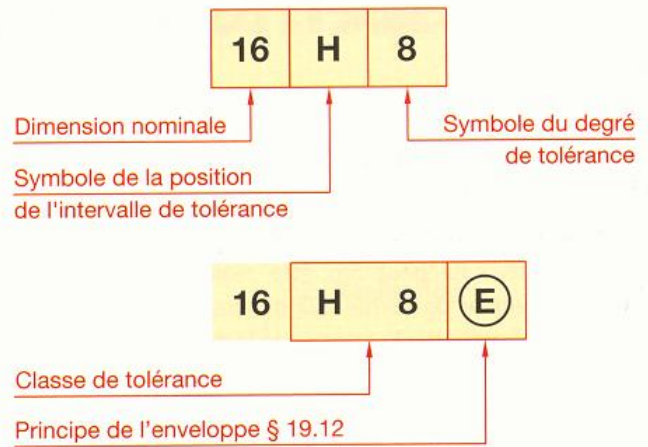 16 H 8
Dimension nominale
Symbole du degré
de tolérance
Symbole de la position
de l'intervalle de tolérance
16 H 8 E
Classe de tolérance
Principe de l'enveloppe § 19.12